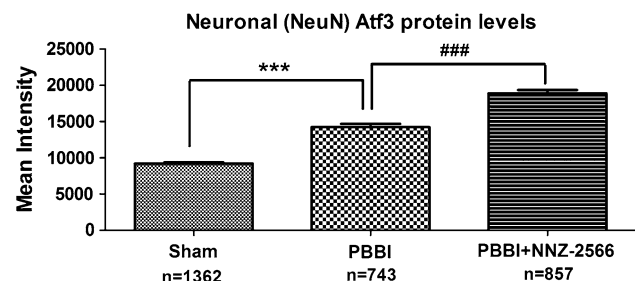 Neuronal (NeuN) Atf3 protein levels
Mean Intensity
25000
20000
15000
10000
5000
0
***
###
Sham
PBBI
PBBI+NNZ-2566
n=1362
n=743
n=857